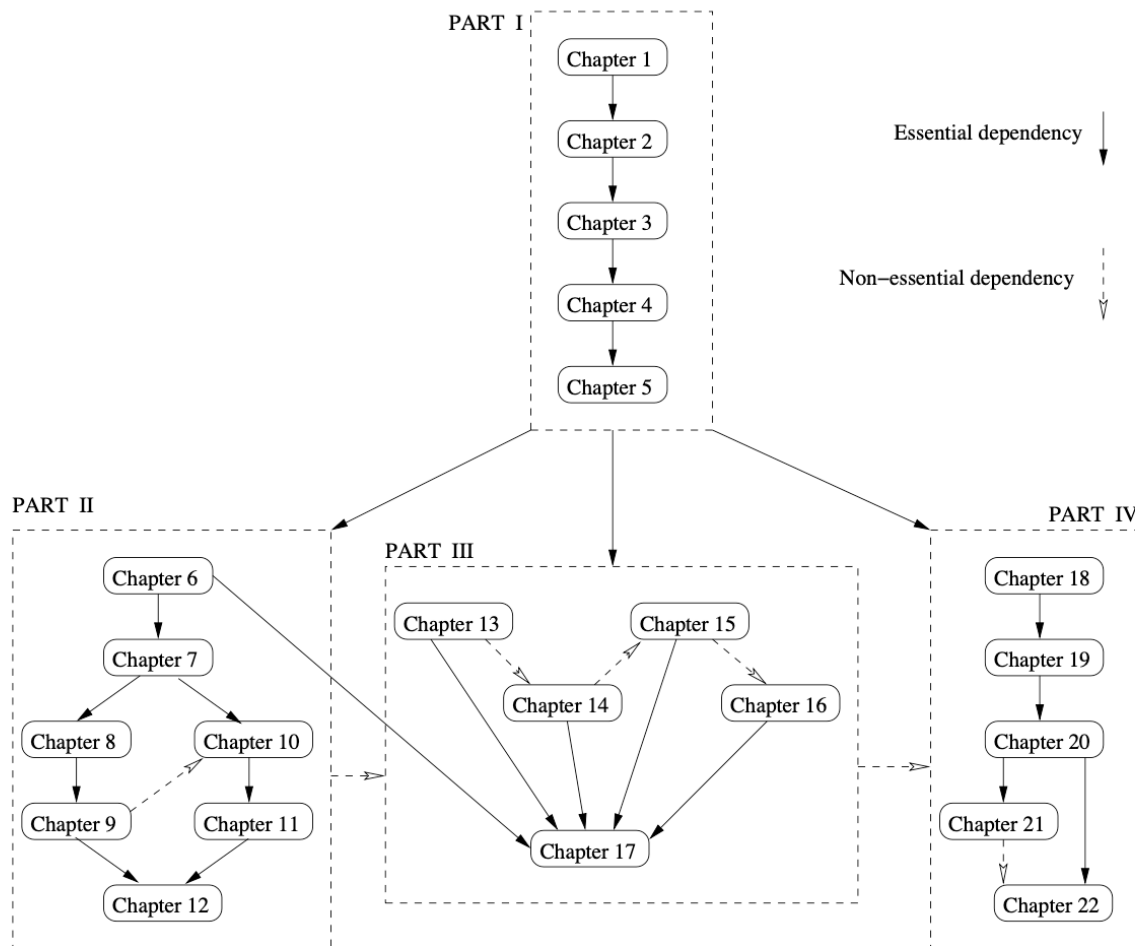 PART I
Chapter 1
Chapter 2
Chapter 3
Chapter 4
Chapter 5
Essential dependency
Non−essential dependency
PART II
Chapter 6
Chapter 7
Chapter 8
Chapter 10
Chapter 9
Chapter 11
Chapter 12
PART III
Chapter 13
Chapter 15
Chapter 14
Chapter 16
Chapter 17
PART IV
Chapter 18
Chapter 19
Chapter 20
Chapter 21
Chapter 22